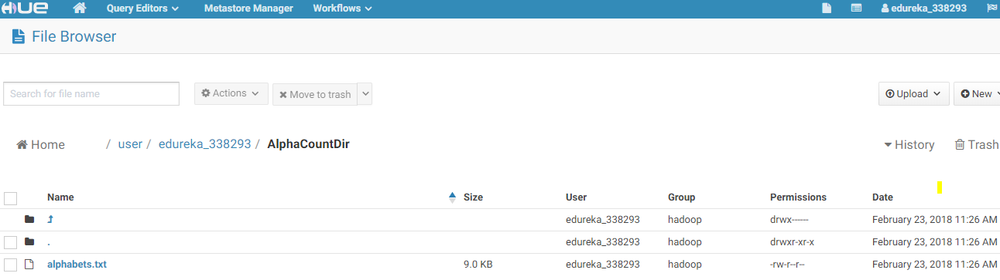 HUE Query Editors Metastore Manager Workflows edureka_338293
File Browser
Search for file name Actions Move to trash Upload New
Home / user / edureka_338293 / AlphaCountDir History Trash
Name Size User Group Permissions Date
edureka_338293 hadoop drwx------ February 23, 2018 11:26 AM
. edureka_338293 hadoop drwxr-xr-x February 23, 2018 11:26 AM
alphabets.txt 9.0 KB edureka_338293 hadoop -rw-r--r-- February 23, 2018 11:26 AM